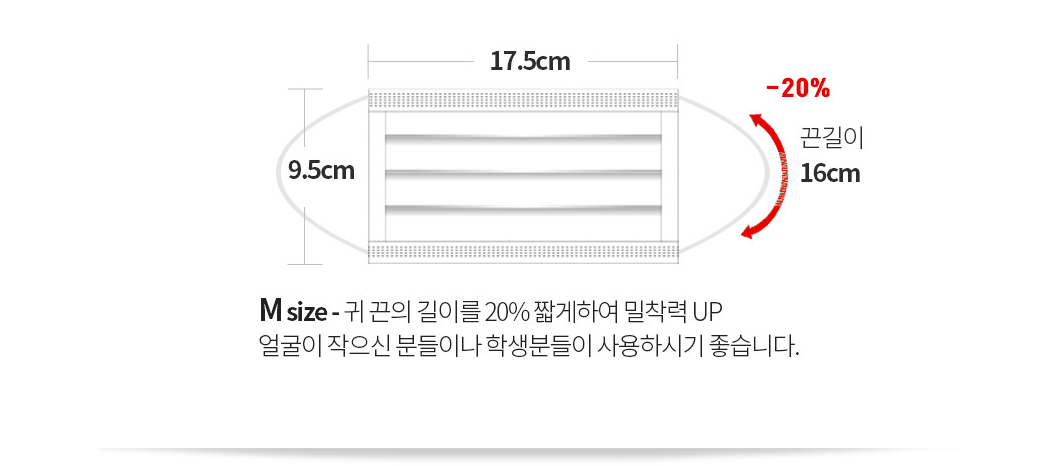 17.5cm
-20%
끈길이
9.5cm
16cm
M size - 귀 끈의 길이를 20% 짧게하여 밀착력 UP
얼굴이 작으신 분들이나 학생분들이 사용하시기 좋습니다.